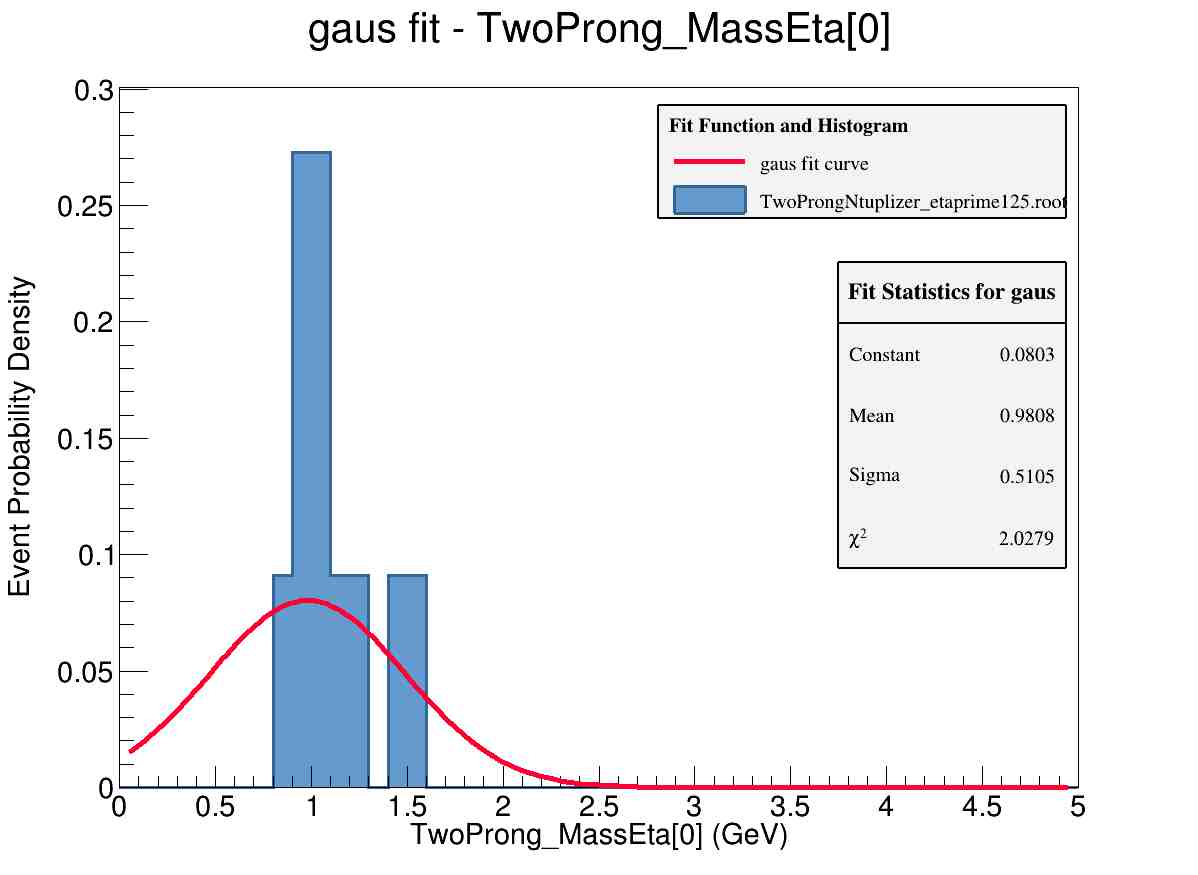 gaus fit - TwoProng_MassEta[0]
0.3
0.25
0.2
0.15
0.1
0.05
0
Event Probability Density
Fit Function and Histogram
gaus fit curve
TwoProngNtuplizer_etaprime125.root
Fit Statistics for gaus
Constant 0.0803
Mean 0.9808
Sigma 0.5105
χ² 2.0279
0 0.5 1 1.5 2 2.5 3 3.5 4 4.5 5
TwoProng_MassEta[0] (GeV)